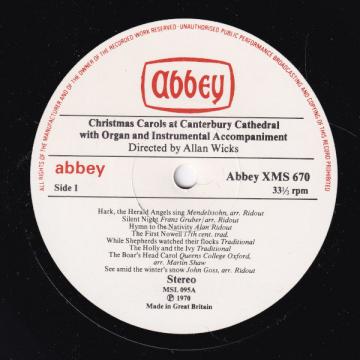 ALL RIGHTS OF THE MANUFACTURER AND OF THE OWNER OF THE RECORDED WORK RESERVED · UNAUTHORISED PUBLIC PERFORMANCE BROADCASTING AND COPYING OF THIS RECORD PROHIBITED
abbey
Christmas Carols at Canterbury Cathedral
with Organ and Instrumental Accompaniment
Directed by Allan Wicks
abbey
Abbey XMS 670
Side 1
33⅓ rpm
Hark, the Herald Angels sing Mendelssohn, arr. Ridout
Silent Night Franz Gruber/arr. Ridout
Hymn to the Nativity Alan Ridout
The First Nowell 17th cent. trad.
While Shepherds watched their flocks Traditional
The Holly and the Ivy Traditional
The Boar's Head Carol Queens College Oxford,
arr. Martin Shaw
See amid the winter's snow John Goss, arr. Ridout
Stereo
MSL 095A
Ⓟ 1970
Made in Great Britain